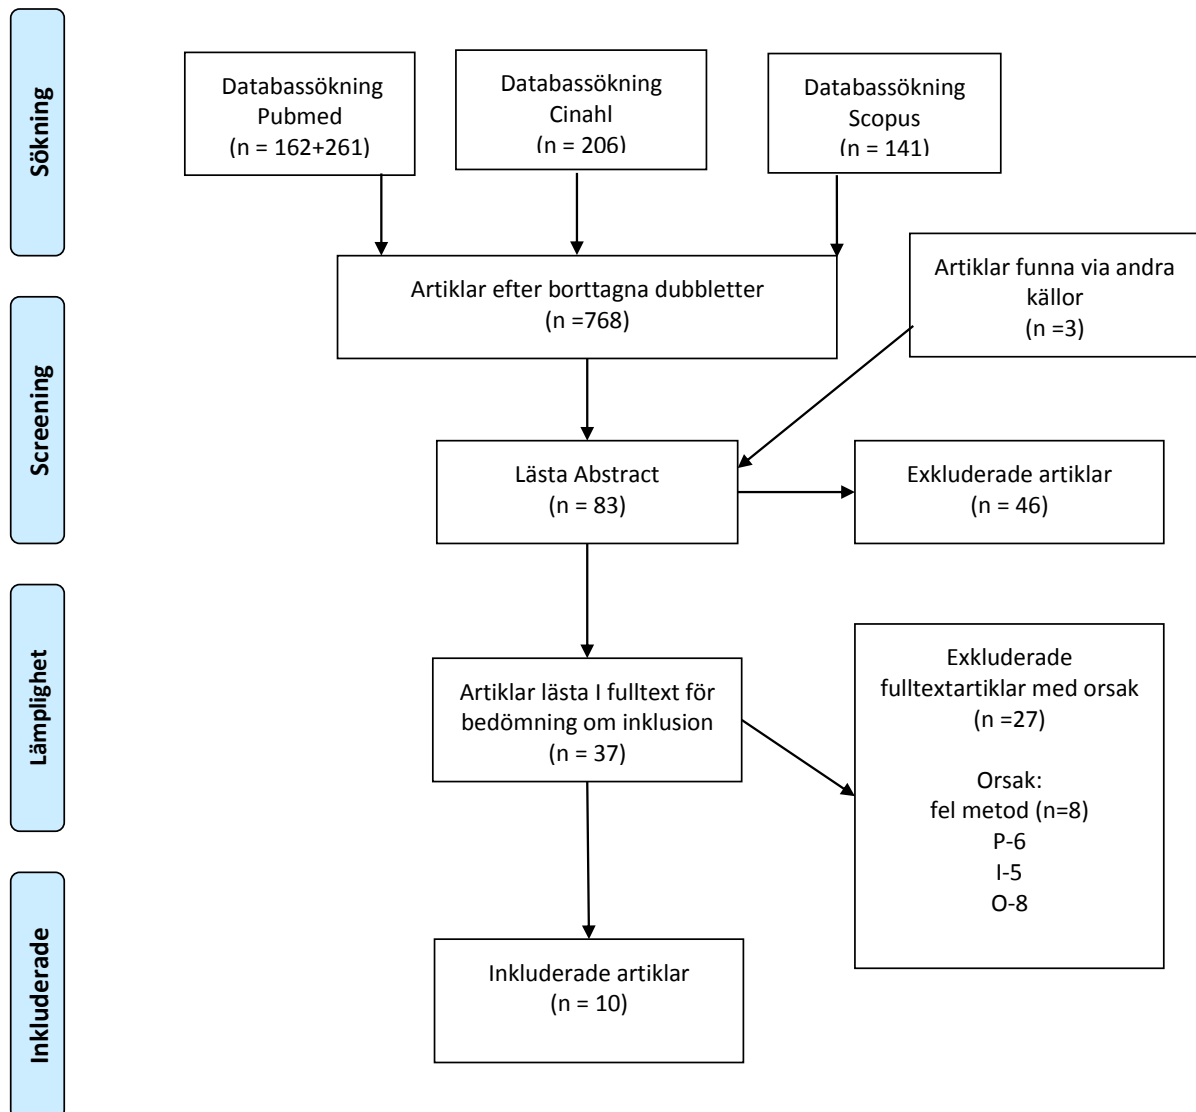 Sökning
Databassökning
Pubmed
(n = 162+261)
Databassökning
Cinahl
(n = 206)
Databassökning
Scopus
(n = 141)
Artiklar efter borttagna dubbletter
(n =768)
Artiklar funna via andra
källor
(n =3)
Screening
Lästa Abstract
(n = 83)
Exkluderade artiklar
(n = 46)
Lämplighet
Artiklar lästa I fulltext för
bedömning om inklusion
(n = 37)
Exkluderade
fulltextartiklar med orsak
(n =27)
Orsak:
fel metod (n=8)
P-6
I-5
O-8
Inkluderade
Inkluderade artiklar
(n = 10)